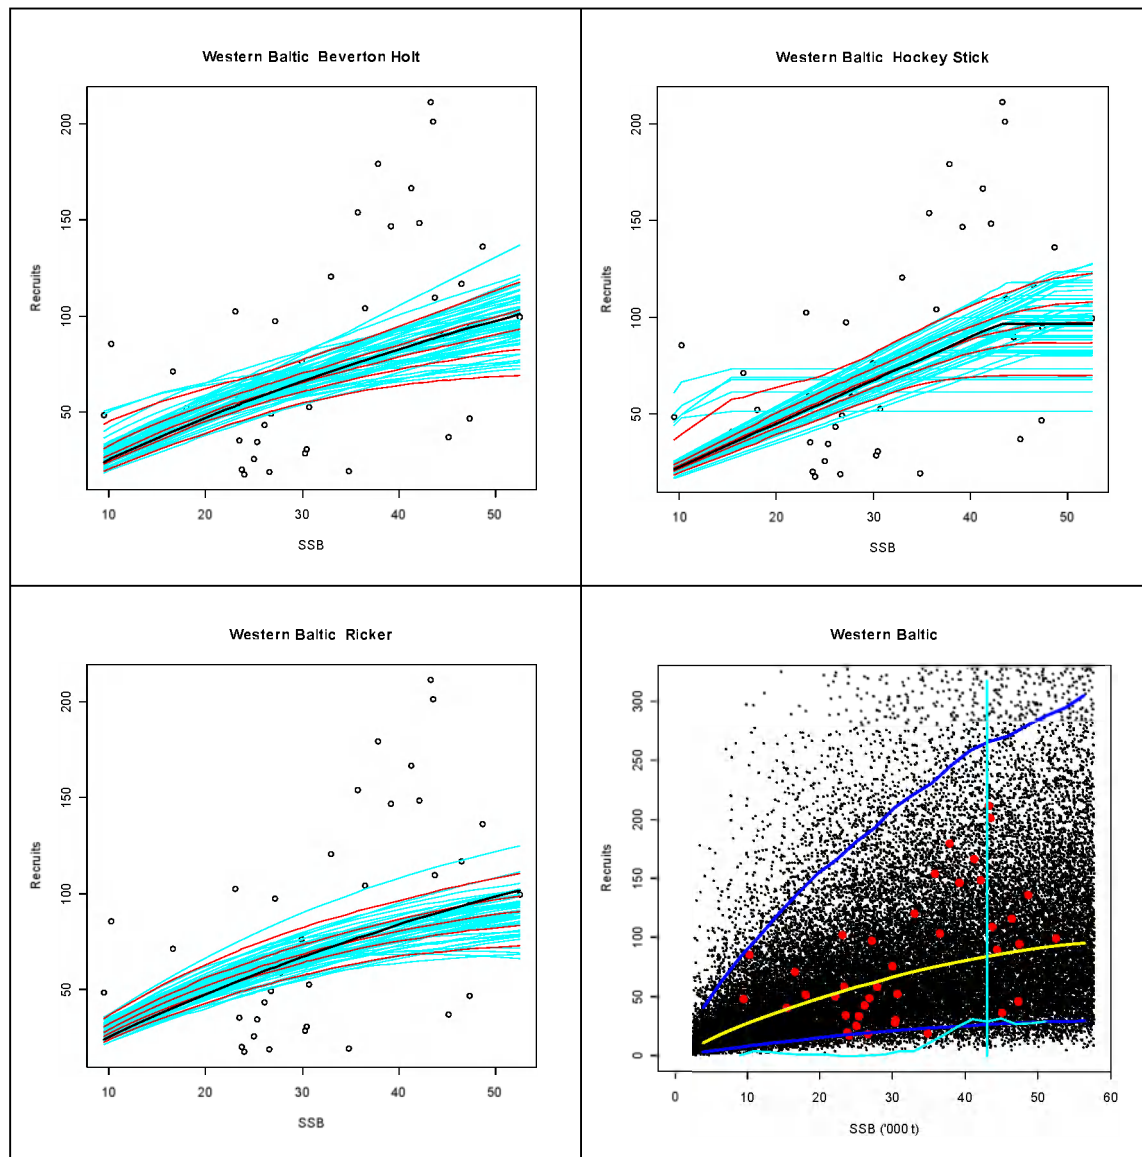 Western Baltic Beverton Holt
200
150
100
50
Recruits
10 20 30 40 50
SSB
Western Baltic Hockey Stick
200
150
100
50
Recruits
10 20 30 40 50
SSB
Western Baltic Ricker
200
150
100
50
Recruits
10 20 30 40 50
SSB
Western Baltic
300
250
200
150
100
50
0
Recruits
0 10 20 30 40 50 60
SSB ('000 t)